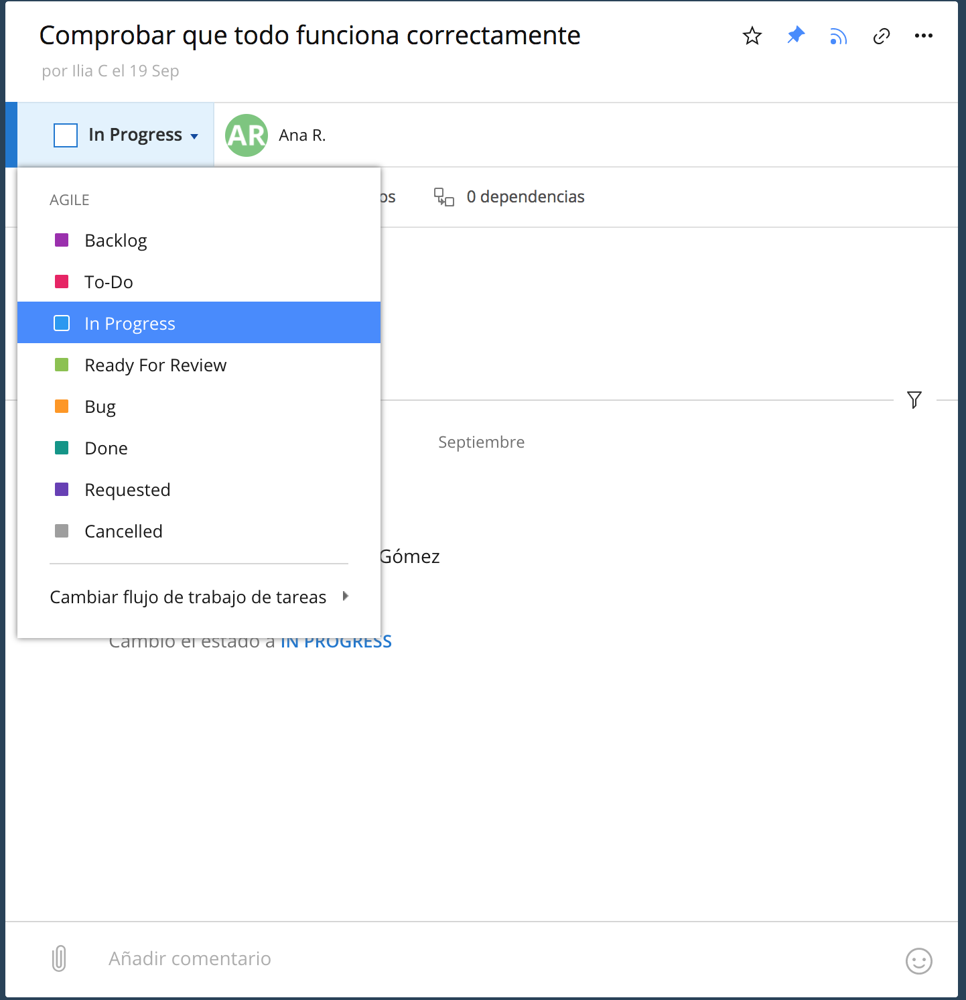 Comprobar que todo funciona correctamente
por Ilia C el 19 Sep
In Progress
AR Ana R.
0 dependencias
AGILE
Backlog
To-Do
In Progress
Ready For Review
Bug
Done
Requested
Cancelled
Cambiar flujo de trabajo de tareas
Septiembre
Gómez
Cambió el estado a IN PROGRESS
Añadir comentario